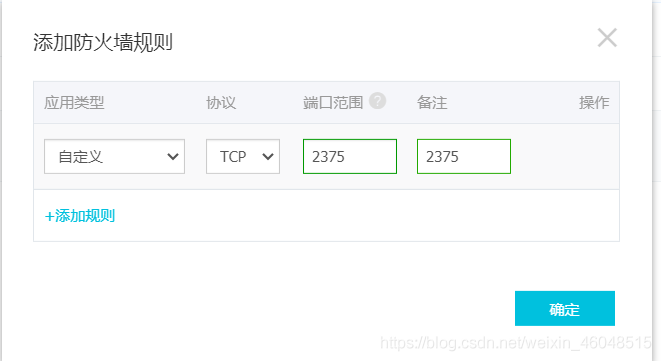 添加防火墙规则
应用类型 协议 端口范围 ? 备注 操作
自定义 TCP 2375 2375
+添加规则
确定
https://blog.csdn.net/weixin_46048515